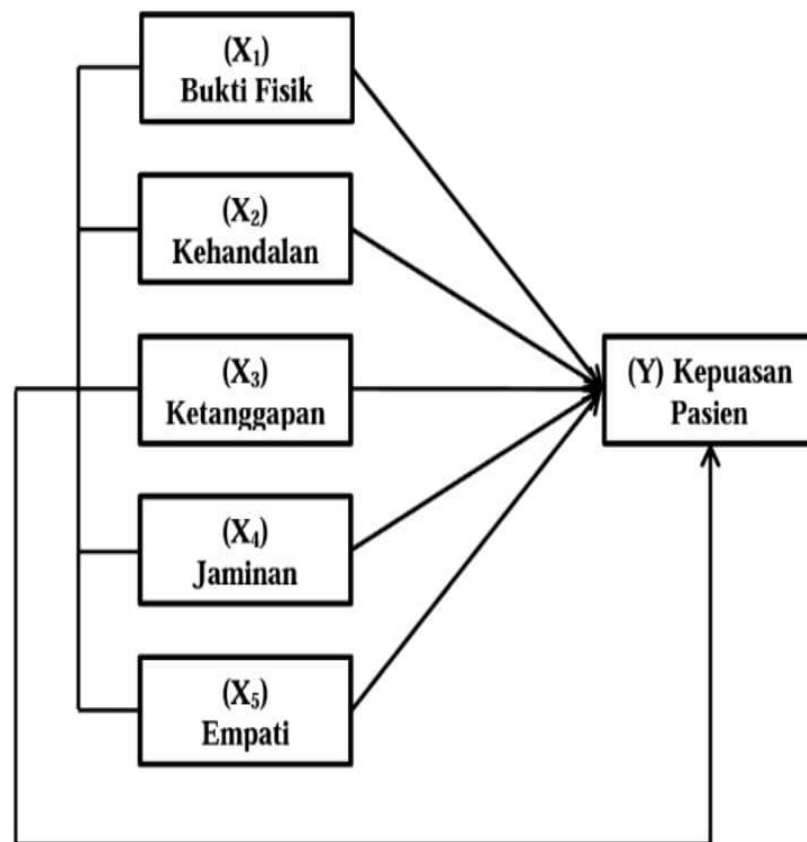 (X₁)
Bukti Fisik
(X₂)
Kehandalan
(X₃)
Ketanggapan
(Y) Kepuasan
Pasien
(X₄)
Jaminan
(X₅)
Empati